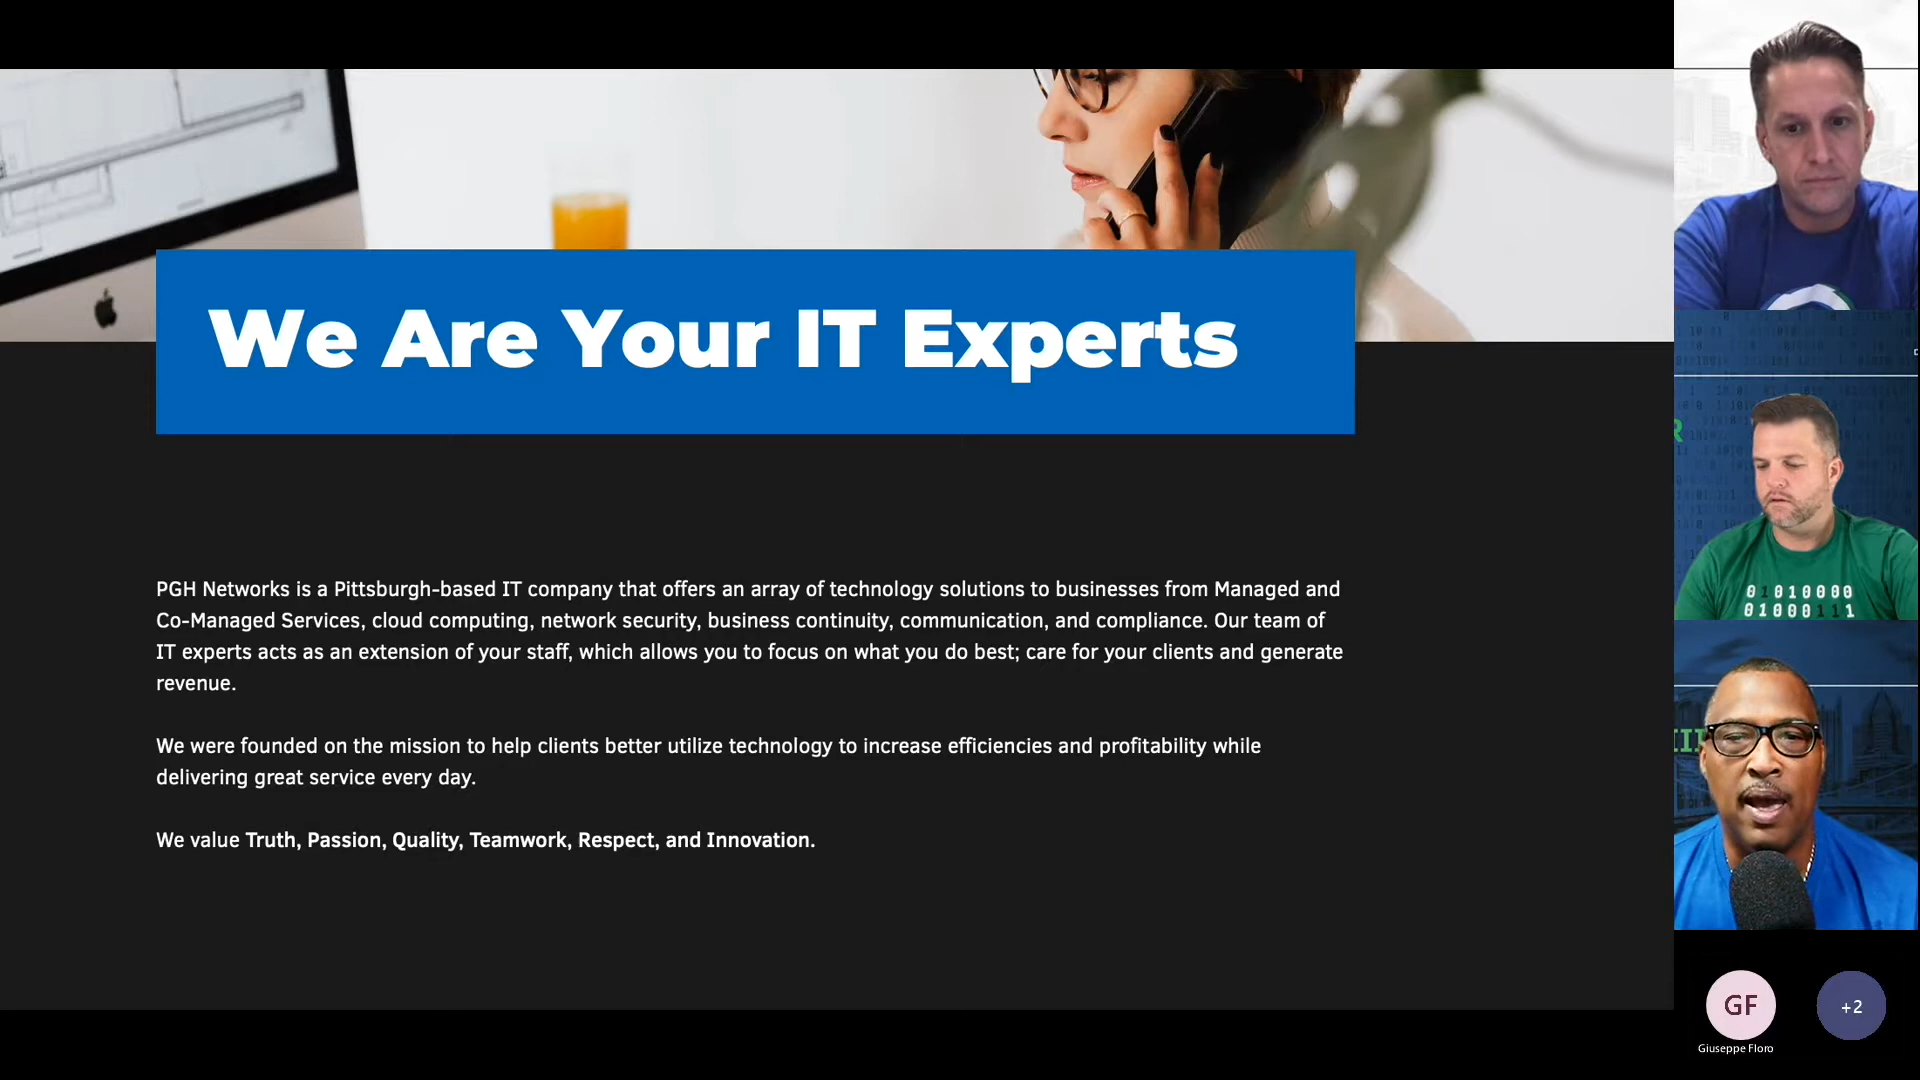 We Are Your IT Experts
PGH Networks is a Pittsburgh-based IT company that offers an array of technology solutions to businesses from Managed and
Co-Managed Services, cloud computing, network security, business continuity, communication, and compliance. Our team of
IT experts acts as an extension of your staff, which allows you to focus on what you do best; care for your clients and generate
revenue.
We were founded on the mission to help clients better utilize technology to increase efficiencies and profitability while
delivering great service every day.
We value Truth, Passion, Quality, Teamwork, Respect, and Innovation.
R
01010000
01000111
GF
+2
Giuseppe Floro